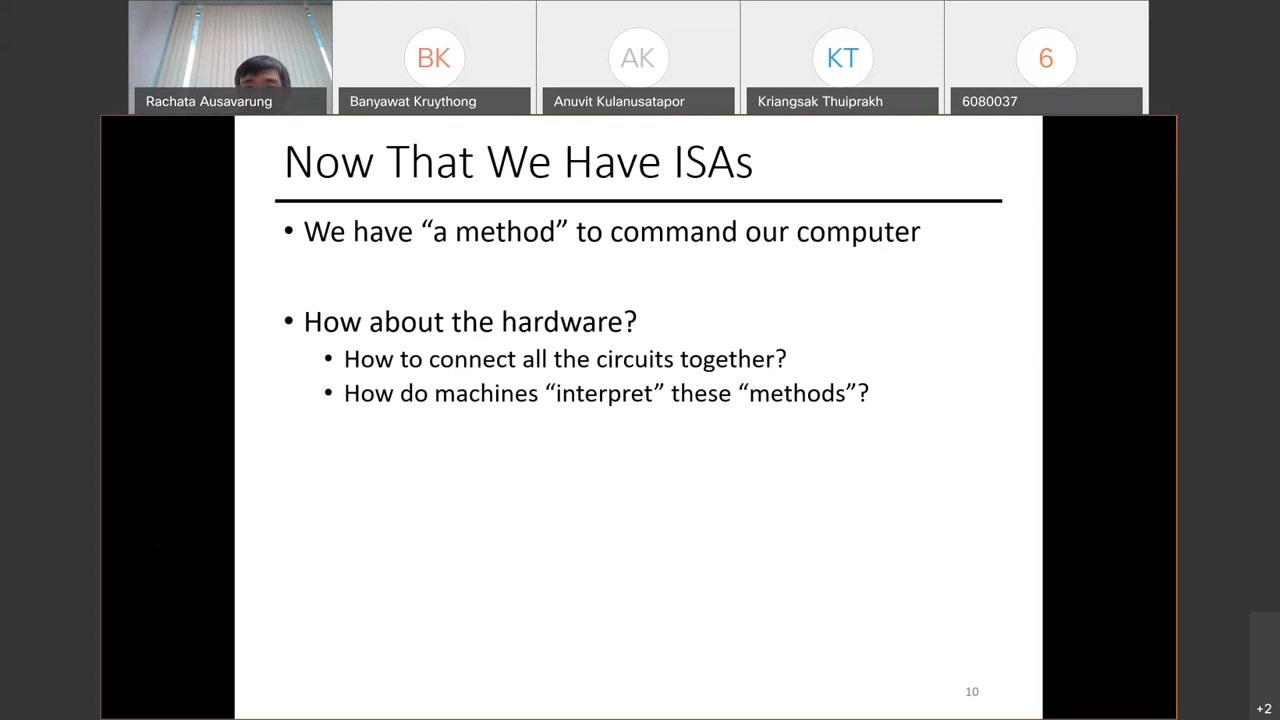 BK
AK
KT
6
Rachata Ausavarung
Banyawat Kruythong
Anuvit Kulanusatapor
Kriangsak Thuiprakh
6080037
Now That We Have ISAs
• We have “a method” to command our computer
• How about the hardware?
• How to connect all the circuits together?
• How do machines “interpret” these “methods”?
10
+2